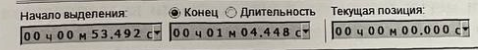 Начало выделения: Конец Длительность Текущая позиция:
00 ч 00 м 53.492 с 00 ч 01 м 04.448 с 00 ч 00 м 00.000 с